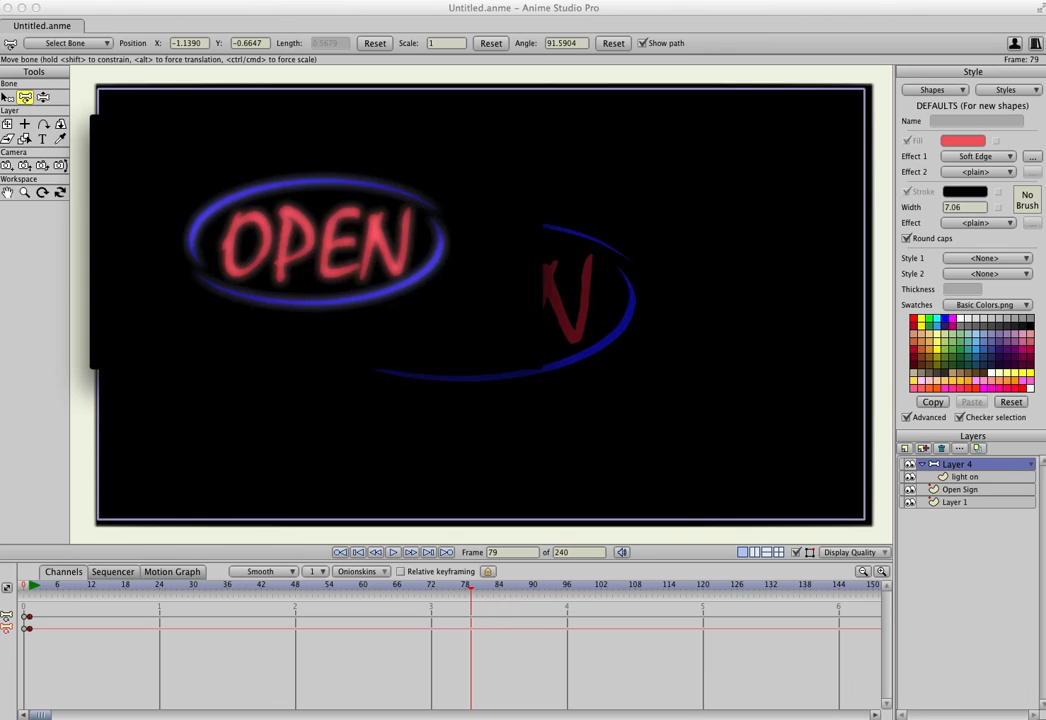 Untitled.anme – Anime Studio Pro
Untitled.anme
Select Bone Position X: -1.1390 Y: -0.6647 Length: 0.5679 Reset Scale: 1 Reset Angle: 91.5904 Reset Show path
Move bone (hold <shift> to constrain, <alt> to force translation, <ctrl/cmd> to force scale) Frame: 79
Tools
Bone
Layer
T
Camera
Workspace
OPEN
Style
Shapes Styles
DEFAULTS (For new shapes)
Name
Fill
Effect 1 Soft Edge ...
Effect 2 <plain> ...
Stroke No
Width 7.06 Brush
Effect <plain> ...
Round caps
Style 1 <None>
Style 2 <None>
Thickness
Swatches Basic Colors.png
Copy Paste Reset
Advanced Checker selection
Layers
Layer 4
light on
Open Sign
Layer 1
Frame 79 of 240 Display Quality
Channels Sequencer Motion Graph Smooth 1 Onionskins Relative keyframing
0 6 12 18 24 30 36 42 48 54 60 66 72 78 84 90 96 102 108 114 120 126 132 138 144 150
0 1 2 3 4 5 6